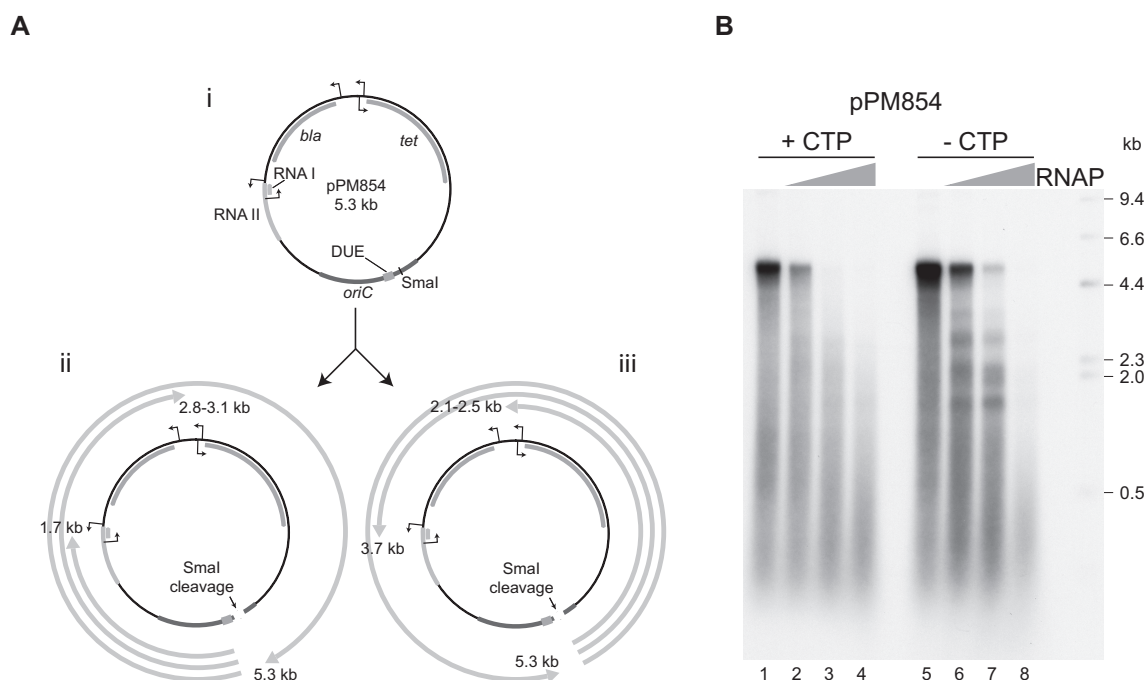 A
B
i
bla
tet
RNA I
pPM854
5.3 kb
RNA II
DUE
SmaI
oriC
ii
iii
2.8-3.1 kb
1.7 kb
SmaI
cleavage
5.3 kb
2.1-2.5 kb
3.7 kb
SmaI
cleavage
5.3 kb
pPM854
+ CTP
- CTP
kb
RNAP
9.4
6.6
4.4
2.3
2.0
0.5
1 2 3 4 5 6 7 8